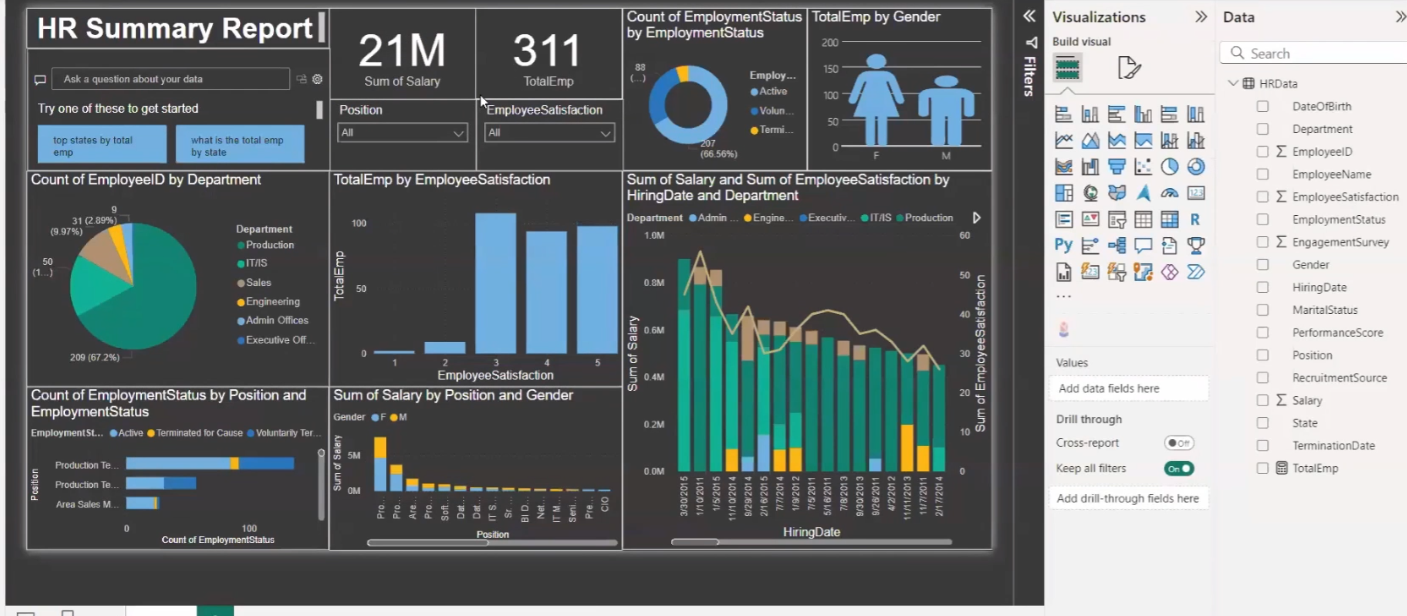 HR Summary Report
Ask a question about your data
Try one of these to get started
top states by total
emp
what is the total emp
by state
21M
Sum of Salary
311
TotalEmp
Position
All
EmployeeSatisfaction
All
Count of EmploymentStatus
by EmploymentStatus
88
(...)
207
(66.56%)
Employ...
Active
Volun...
Termi...
TotalEmp by Gender
200
150
100
50
0
F
M
Count of EmployeeID by Department
9
31 (2.89%)
(9.97%)
50
(1...)
209 (67.2%)
Department
Production
IT/IS
Sales
Engineering
Admin Offices
Executive Off...
TotalEmp by EmployeeSatisfaction
TotalEmp
100
50
0
1
2
3
4
5
EmployeeSatisfaction
Sum of Salary and Sum of EmployeeSatisfaction by
HiringDate and Department
Department Admin ... Engine... Executiv... IT/IS Production
Sum of Salary
1.0M
0.8M
0.6M
0.4M
0.2M
0.0M
60
50
40
30
20
10
0
Sum of EmployeeSatisfaction
3/30/2015
1/10/2011
1/5/2015
11/10/2014
9/29/2014
2/16/2015
7/7/2014
1/9/2012
7/5/2011
5/16/2011
7/8/2013
9/30/2013
9/26/2011
4/2/2012
11/11/2013
11/7/2011
2/17/2014
HiringDate
Count of EmploymentStatus by Position and
EmploymentStatus
EmploymentSt... Active Terminated for Cause Voluntarily Ter...
Position
Production Te...
Production Te...
Area Sales M...
0
100
Count of EmploymentStatus
Sum of Salary by Position and Gender
Gender F M
Sum of Salary
5M
0M
Pro...
Pro...
Are...
Pro...
Soft...
Dat...
Dat...
IT S...
Sr....
BI D...
Net...
IT M...
Seni...
Pre...
CIO
Position
Filters
Visualizations
Build visual
123
R
Py
...
Values
Add data fields here
Drill through
Cross-report
Off
Keep all filters
On
Add drill-through fields here
Data
Search
HRData
DateOfBirth
Department
EmployeeID
EmployeeName
EmployeeSatisfaction
EmploymentStatus
EngagementSurvey
Gender
HiringDate
MaritalStatus
PerformanceScore
Position
RecruitmentSource
Salary
State
TerminationDate
TotalEmp